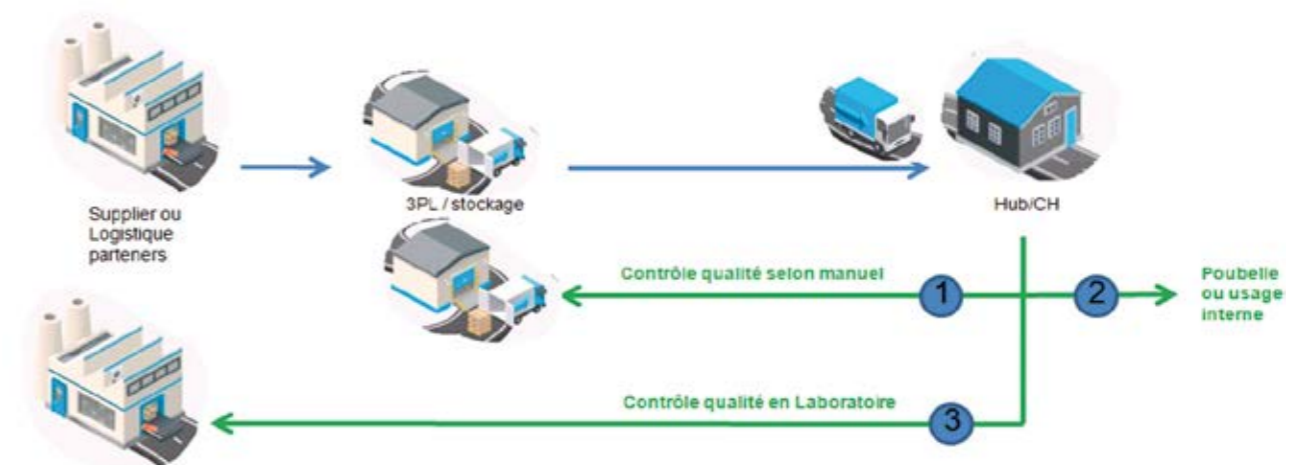 Supplier ou
Logistique
parteners
3PL / stockage
Hub/CH
Contrôle qualité selon manuel
1
2
Poubelle
ou usage
interne
Contrôle qualité en Laboratoire
3